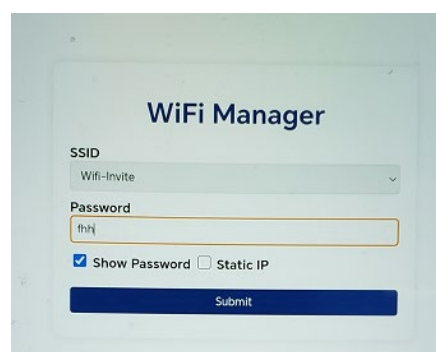 WiFi Manager
SSID
Wifi-Invite
Password
fhh
Show Password Static IP
Submit